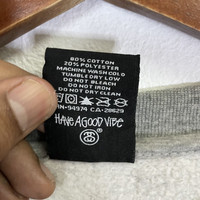 80% COTTON
20% POLYESTER
MACHINE WASH COLD
TUMBLE DRY LOW
DO NOT BLEACH
DO NOT IRON
DO NOT DRY CLEAN
RN-94974 CA-28629
HAVE A GOOD VIBE